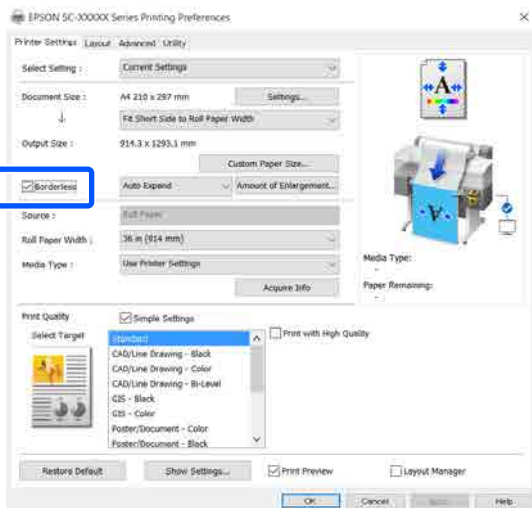 EPSON SC-XXXXX Series Printing Preferences
Printer Settings Layout Advanced Utility
Select Setting : Current Settings
Document Size : A4 210 x 297 mm Settings...
Fit Short Side to Roll Paper Width
Output Size : 914.3 x 1293.1 mm
Custom Paper Size...
Borderless Auto Expand Amount of Enlargement...
Source : Roll Paper
Roll Paper Width : 36 in (914 mm)
Media Type : Use Printer Settings
Acquire Info
A
Media Type:
-
Paper Remaining:
-
Print Quality Simple Settings
Select Target Standard Print with High Quality
CAD/Line Drawing - Black
CAD/Line Drawing - Color
CAD/Line Drawing - Bi-Level
GIS - Black
GIS - Color
Poster/Document - Color
Poster/Document - Black
Restore Default Show Settings... Print Preview Layout Manager
OK Cancel Help